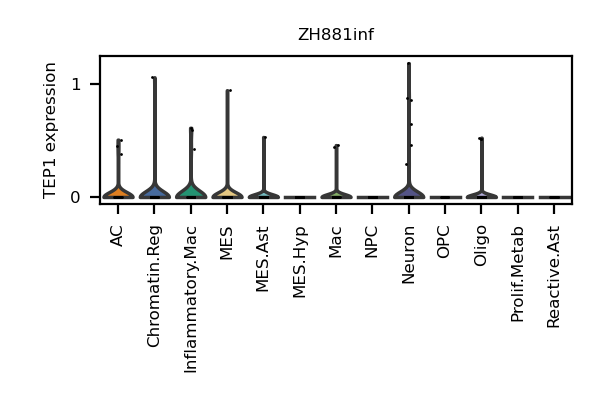 ZH881inf
TEP1 expression
1
0
AC
Chromatin.Reg
Inflammatory.Mac
MES
MES.Ast
MES.Hyp
Mac
NPC
Neuron
OPC
Oligo
Prolif.Metab
Reactive.Ast